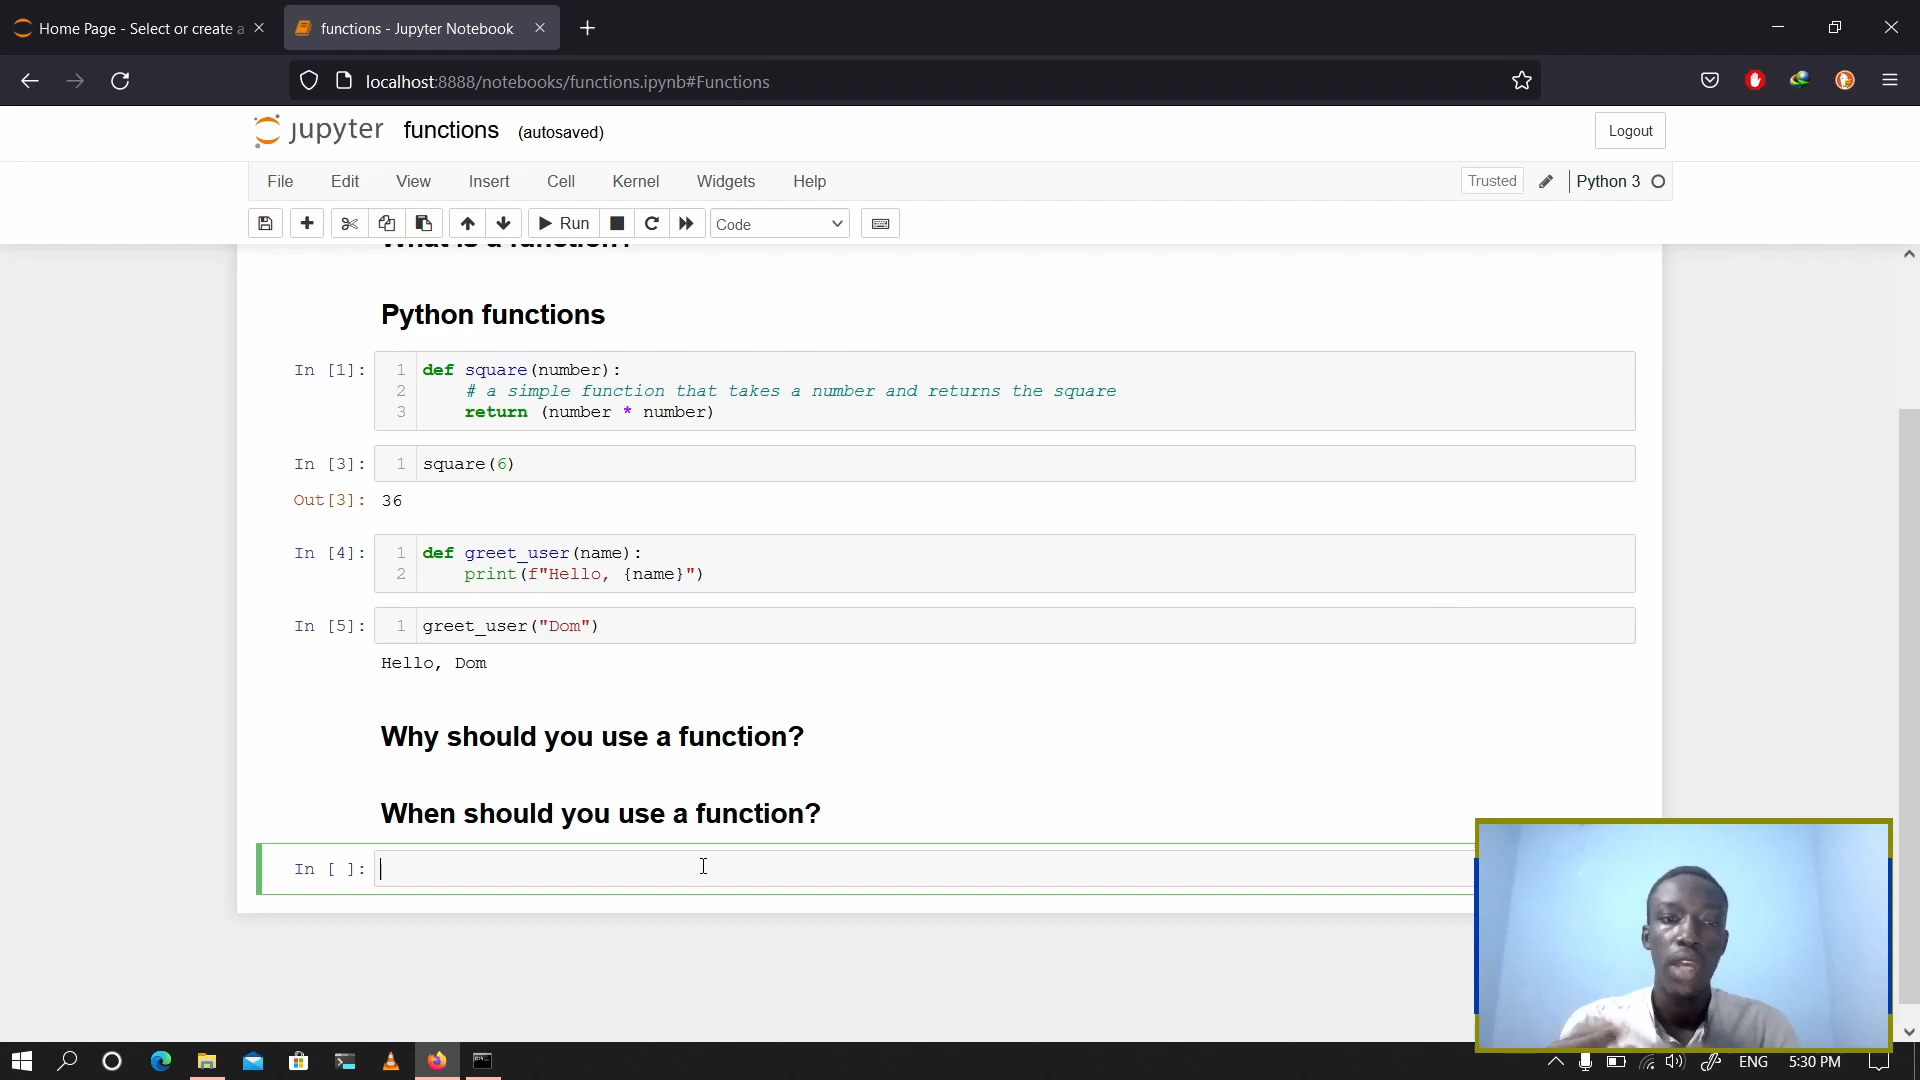 Home Page - Select or create a
functions - Jupyter Notebook
localhost:8888/notebooks/functions.ipynb#Functions
jupyter functions (autosaved)
Logout
File Edit View Insert Cell Kernel Widgets Help
Trusted Python 3
Run Code
What is a function?
Python functions
In [1]: 1 def square(number):
2 # a simple function that takes a number and returns the square
3 return (number * number)
In [3]: 1 square(6)
Out[3]: 36
In [4]: 1 def greet_user(name):
2 print(f"Hello, {name}")
In [5]: 1 greet_user("Dom")
Hello, Dom
Why should you use a function?
When should you use a function?
In [ ]:
ENG 5:30 PM